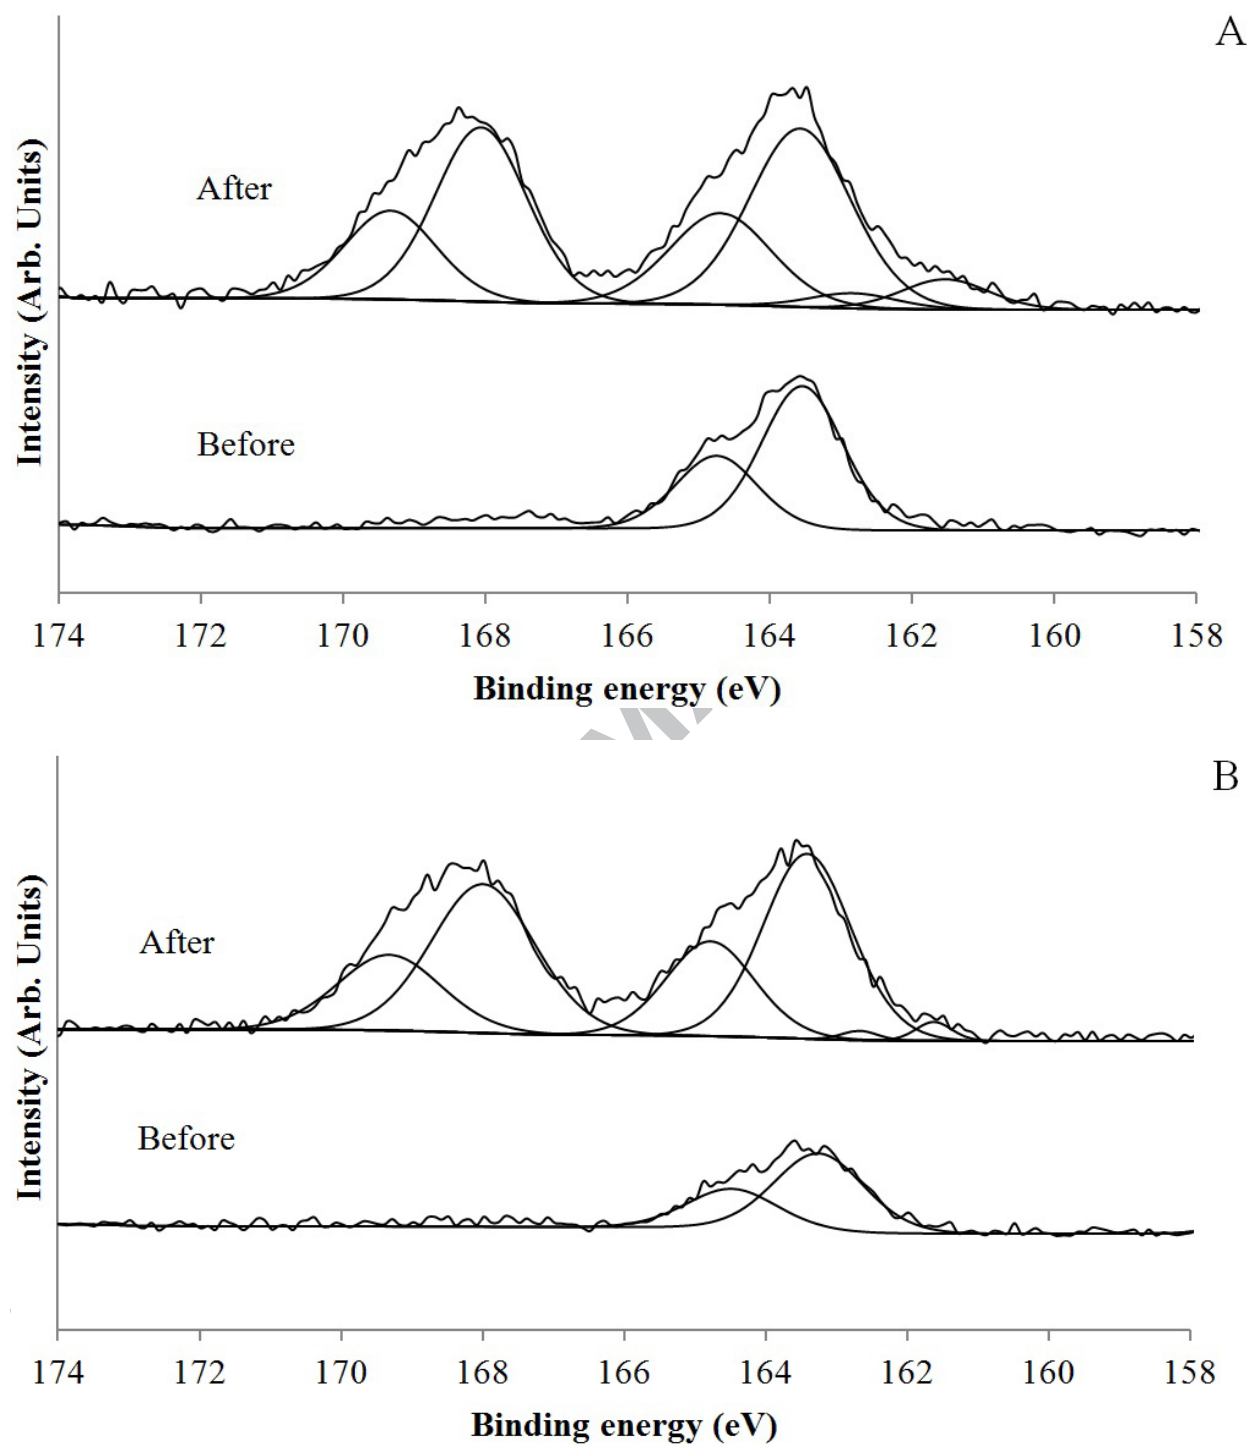 A
Intensity (Arb. Units)
After
Before
174 172 170 168 166 164 162 160 158
Binding energy (eV)
B
Intensity (Arb. Units)
After
Before
174 172 170 168 166 164 162 160 158
Binding energy (eV)